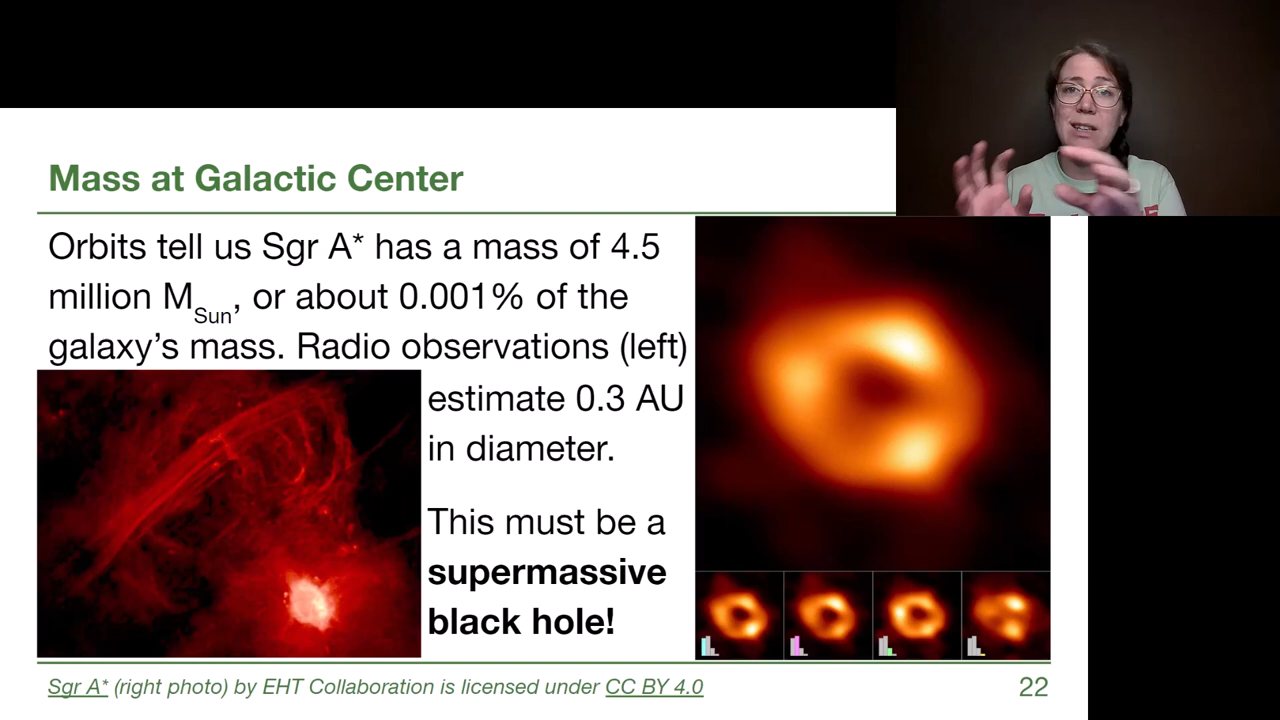 Mass at Galactic Center
Orbits tell us Sgr A* has a mass of 4.5
million MSun, or about 0.001% of the
galaxy’s mass. Radio observations (left)
estimate 0.3 AU
in diameter.
This must be a
supermassive
black hole!
Sgr A* (right photo) by EHT Collaboration is licensed under CC BY 4.0
22